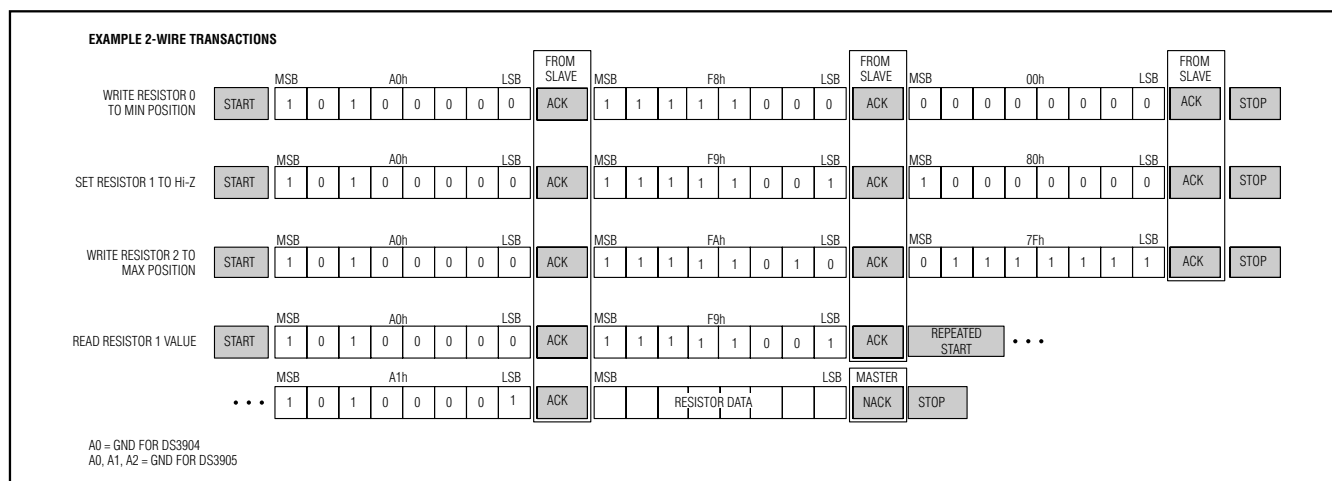 EXAMPLE 2-WIRE TRANSACTIONS
FROM SLAVE FROM SLAVE FROM SLAVE
MSB A0h LSB MSB F8h LSB MSB 00h LSB
WRITE RESISTOR 0 TO MIN POSITION START 1 0 1 0 0 0 0 0 ACK 1 1 1 1 1 0 0 0 ACK 0 0 0 0 0 0 0 0 ACK STOP
MSB A0h LSB MSB F9h LSB MSB 80h LSB
SET RESISTOR 1 TO Hi-Z START 1 0 1 0 0 0 0 0 ACK 1 1 1 1 1 0 0 1 ACK 1 0 0 0 0 0 0 0 ACK STOP
MSB A0h LSB MSB FAh LSB MSB 7Fh LSB
WRITE RESISTOR 2 TO MAX POSITION START 1 0 1 0 0 0 0 0 ACK 1 1 1 1 1 0 1 0 ACK 0 1 1 1 1 1 1 1 ACK STOP
MSB A0h LSB MSB F9h LSB
READ RESISTOR 1 VALUE START 1 0 1 0 0 0 0 0 ACK 1 1 1 1 1 0 0 1 ACK REPEATED START • • •
MSB A1h LSB MSB LSB MASTER
• • • 1 0 1 0 0 0 0 1 ACK RESISTOR DATA NACK STOP
A0 = GND FOR DS3904
A0, A1, A2 = GND FOR DS3905